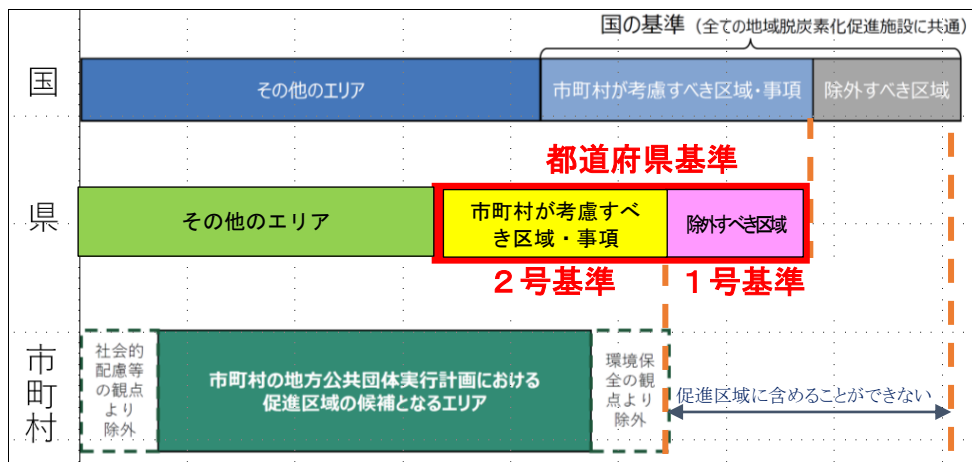 国の基準（全ての地域脱炭素化促進施設に共通）
国
その他のエリア
市町村が考慮すべき区域・事項
除外すべき区域
都道府県基準
県
その他のエリア
市町村が考慮すべ
き区域・事項
除外すべき区域
２号基準
１号基準
市町村
社会的
配慮等
の観点
より
除外
市町村の地方公共団体実行計画における
促進区域の候補となるエリア
環境保
全の観
点より
除外
促進区域に含めることができない